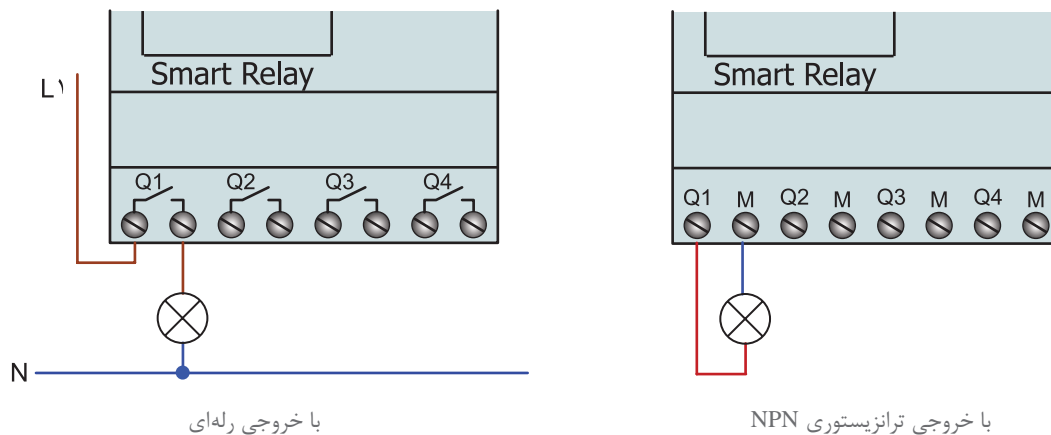 Smart Relay
L۱
Q1 Q2 Q3 Q4
N
با خروجی رله‌ای
Smart Relay
Q1 M Q2 M Q3 M Q4 M
با خروجی ترانزیستوری NPN